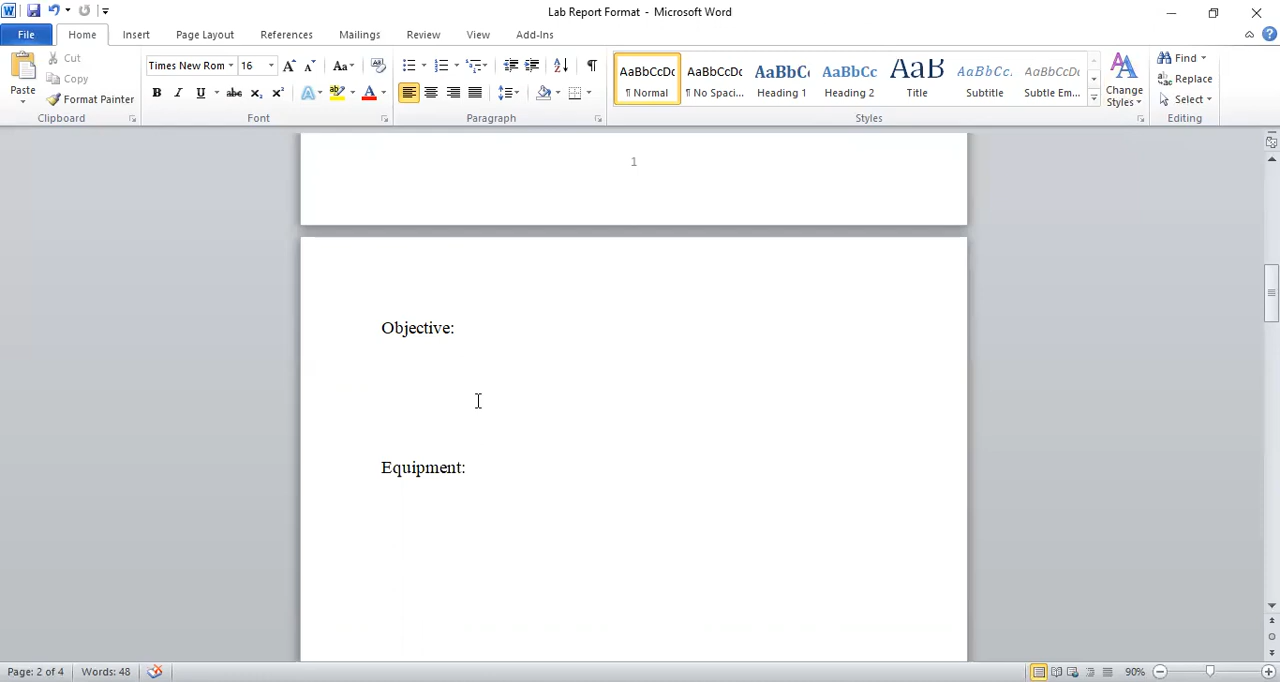 Lab Report Format - Microsoft Word
File Home Insert Page Layout References Mailings Review View Add-Ins
Paste
Cut
Copy
Format Painter
Clipboard
Times New Rom 16
Font
Paragraph
AaBbCcDc AaBbCcDc AaBbC AaBbCc AaB AaBbCc. AaBbCcDc
¶ Normal ¶ No Spaci... Heading 1 Heading 2 Title Subtitle Subtle Em...
Change Styles
Styles
Find
Replace
Select
Editing
1
Objective:
Equipment:
Page: 2 of 4 Words: 48 90%